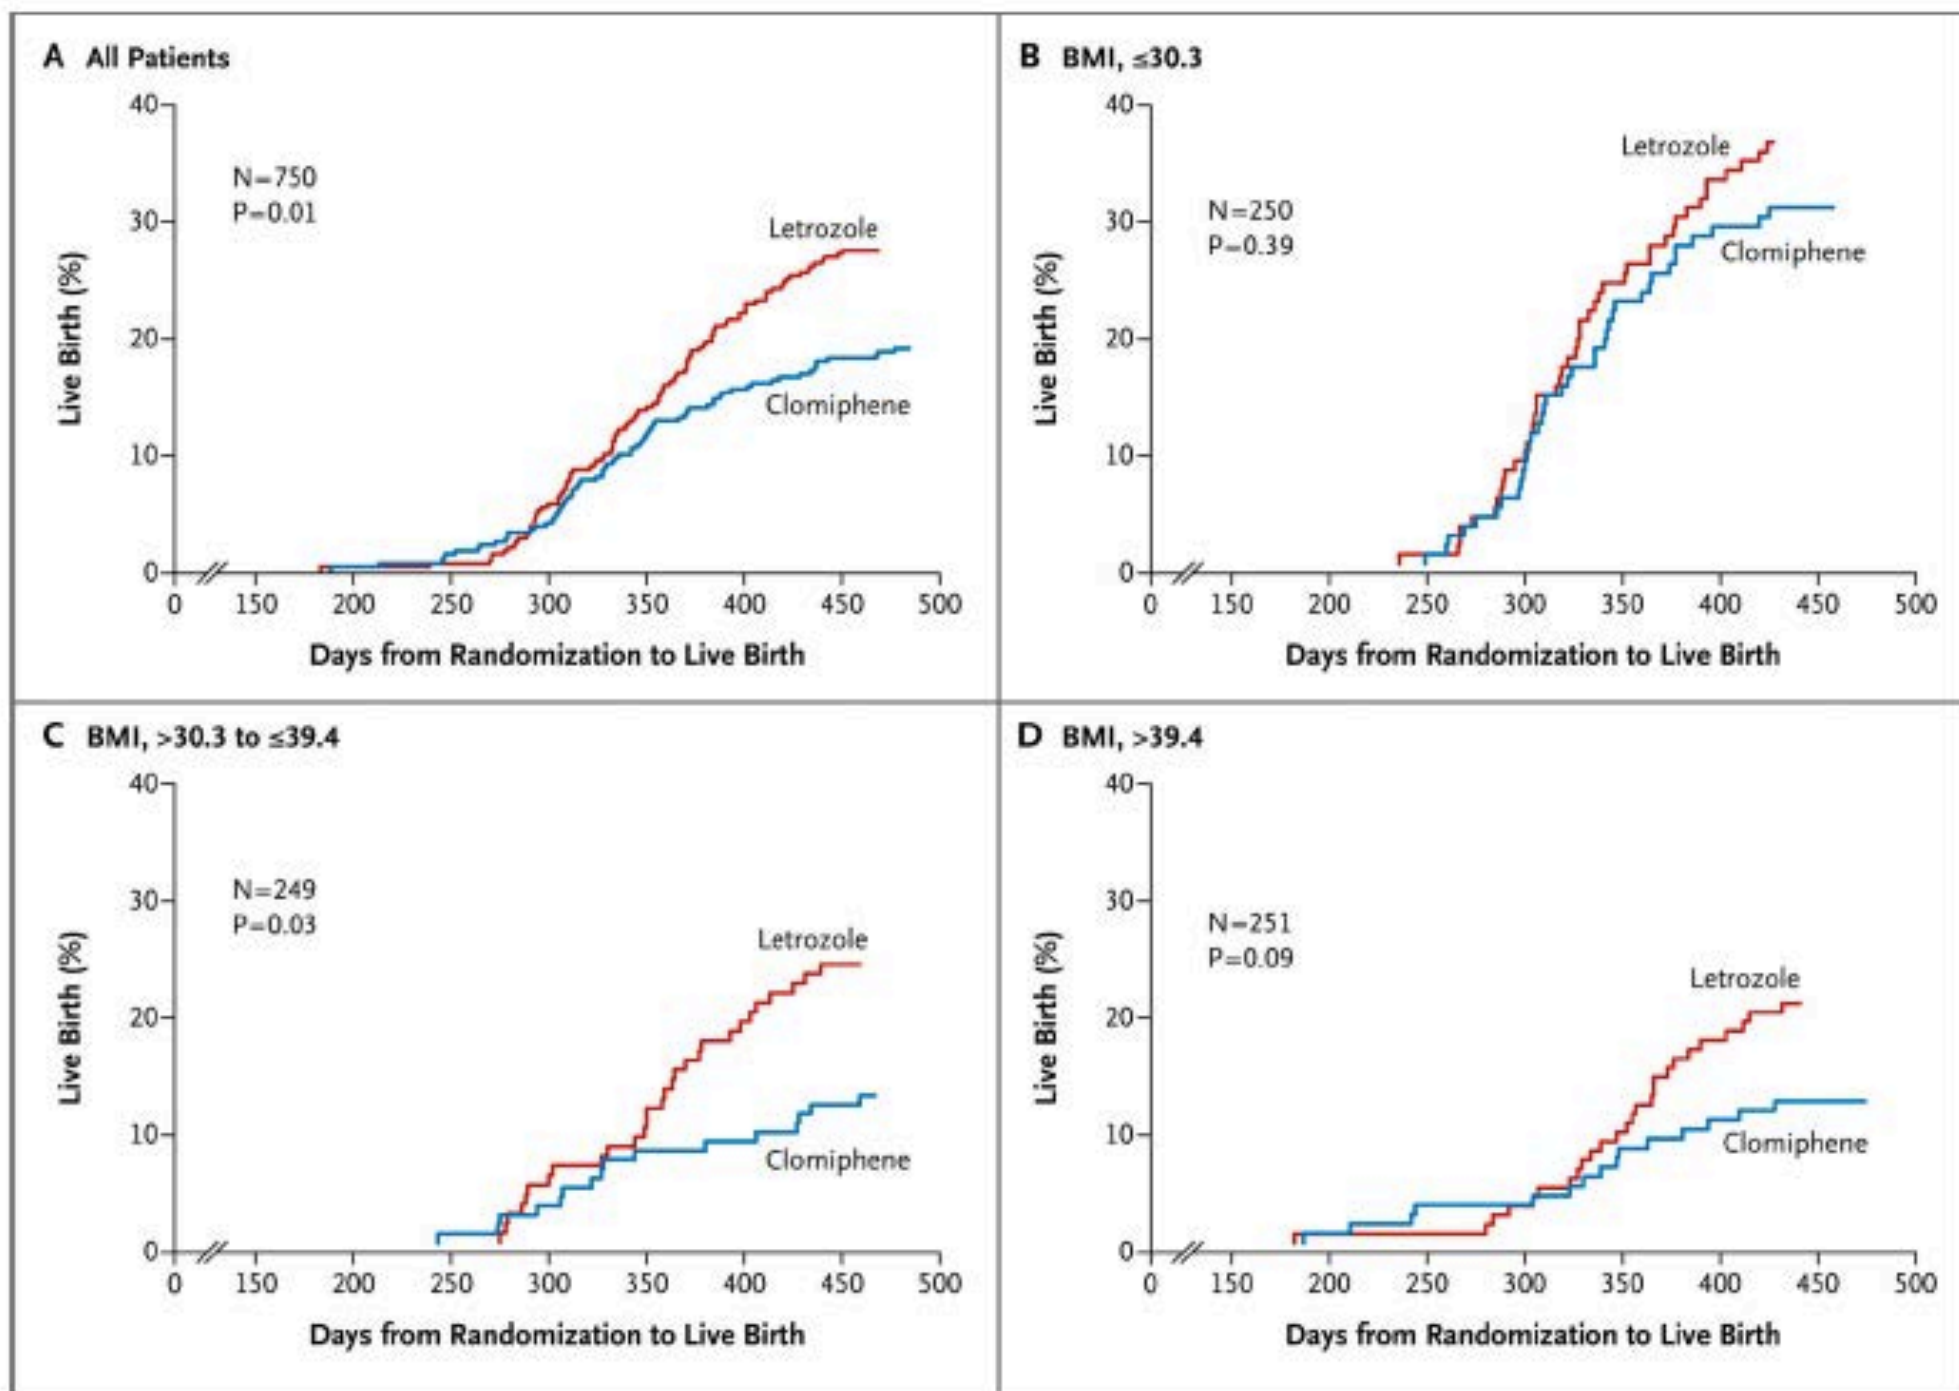 A All Patients
40
30
20
10
0
Live Birth (%)
N=750
P=0.01
Letrozole
Clomiphene
0 150 200 250 300 350 400 450 500
Days from Randomization to Live Birth
B BMI, ≤30.3
40
30
20
10
0
Live Birth (%)
N=250
P=0.39
Letrozole
Clomiphene
0 150 200 250 300 350 400 450 500
Days from Randomization to Live Birth
C BMI, >30.3 to ≤39.4
40
30
20
10
0
Live Birth (%)
N=249
P=0.03
Letrozole
Clomiphene
0 150 200 250 300 350 400 450 500
Days from Randomization to Live Birth
D BMI, >39.4
40
30
20
10
0
Live Birth (%)
N=251
P=0.09
Letrozole
Clomiphene
0 150 200 250 300 350 400 450 500
Days from Randomization to Live Birth